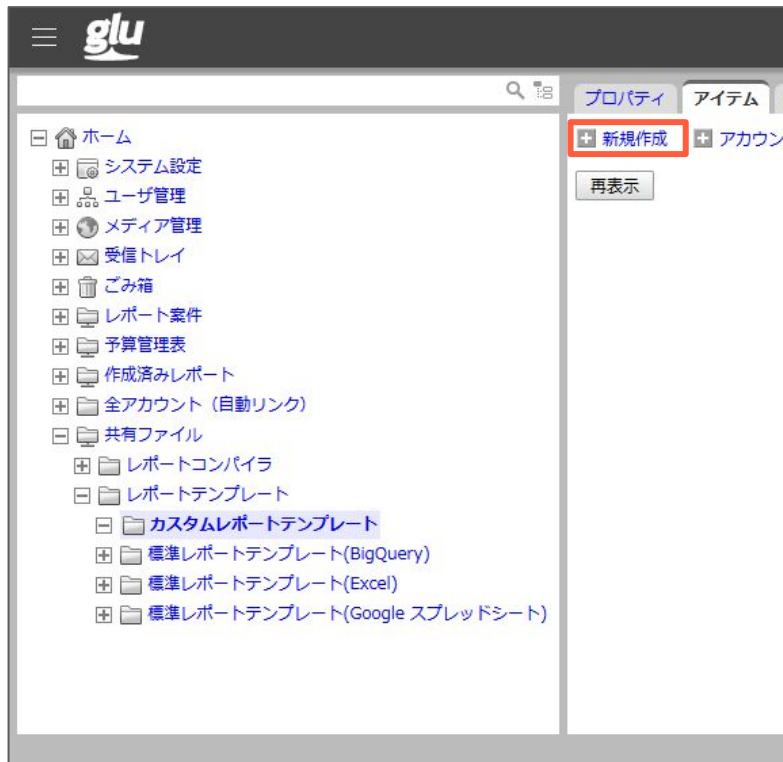 glu
プロパティ アイテム
新規作成 アカウン
再表示
ホーム
システム設定
ユーザ管理
メディア管理
受信トレイ
ごみ箱
レポート案件
予算管理表
作成済みレポート
全アカウント（自動リンク）
共有ファイル
レポートコンパイラ
レポートテンプレート
カスタムレポートテンプレート
標準レポートテンプレート(BigQuery)
標準レポートテンプレート(Excel)
標準レポートテンプレート(Google スプレッドシート)